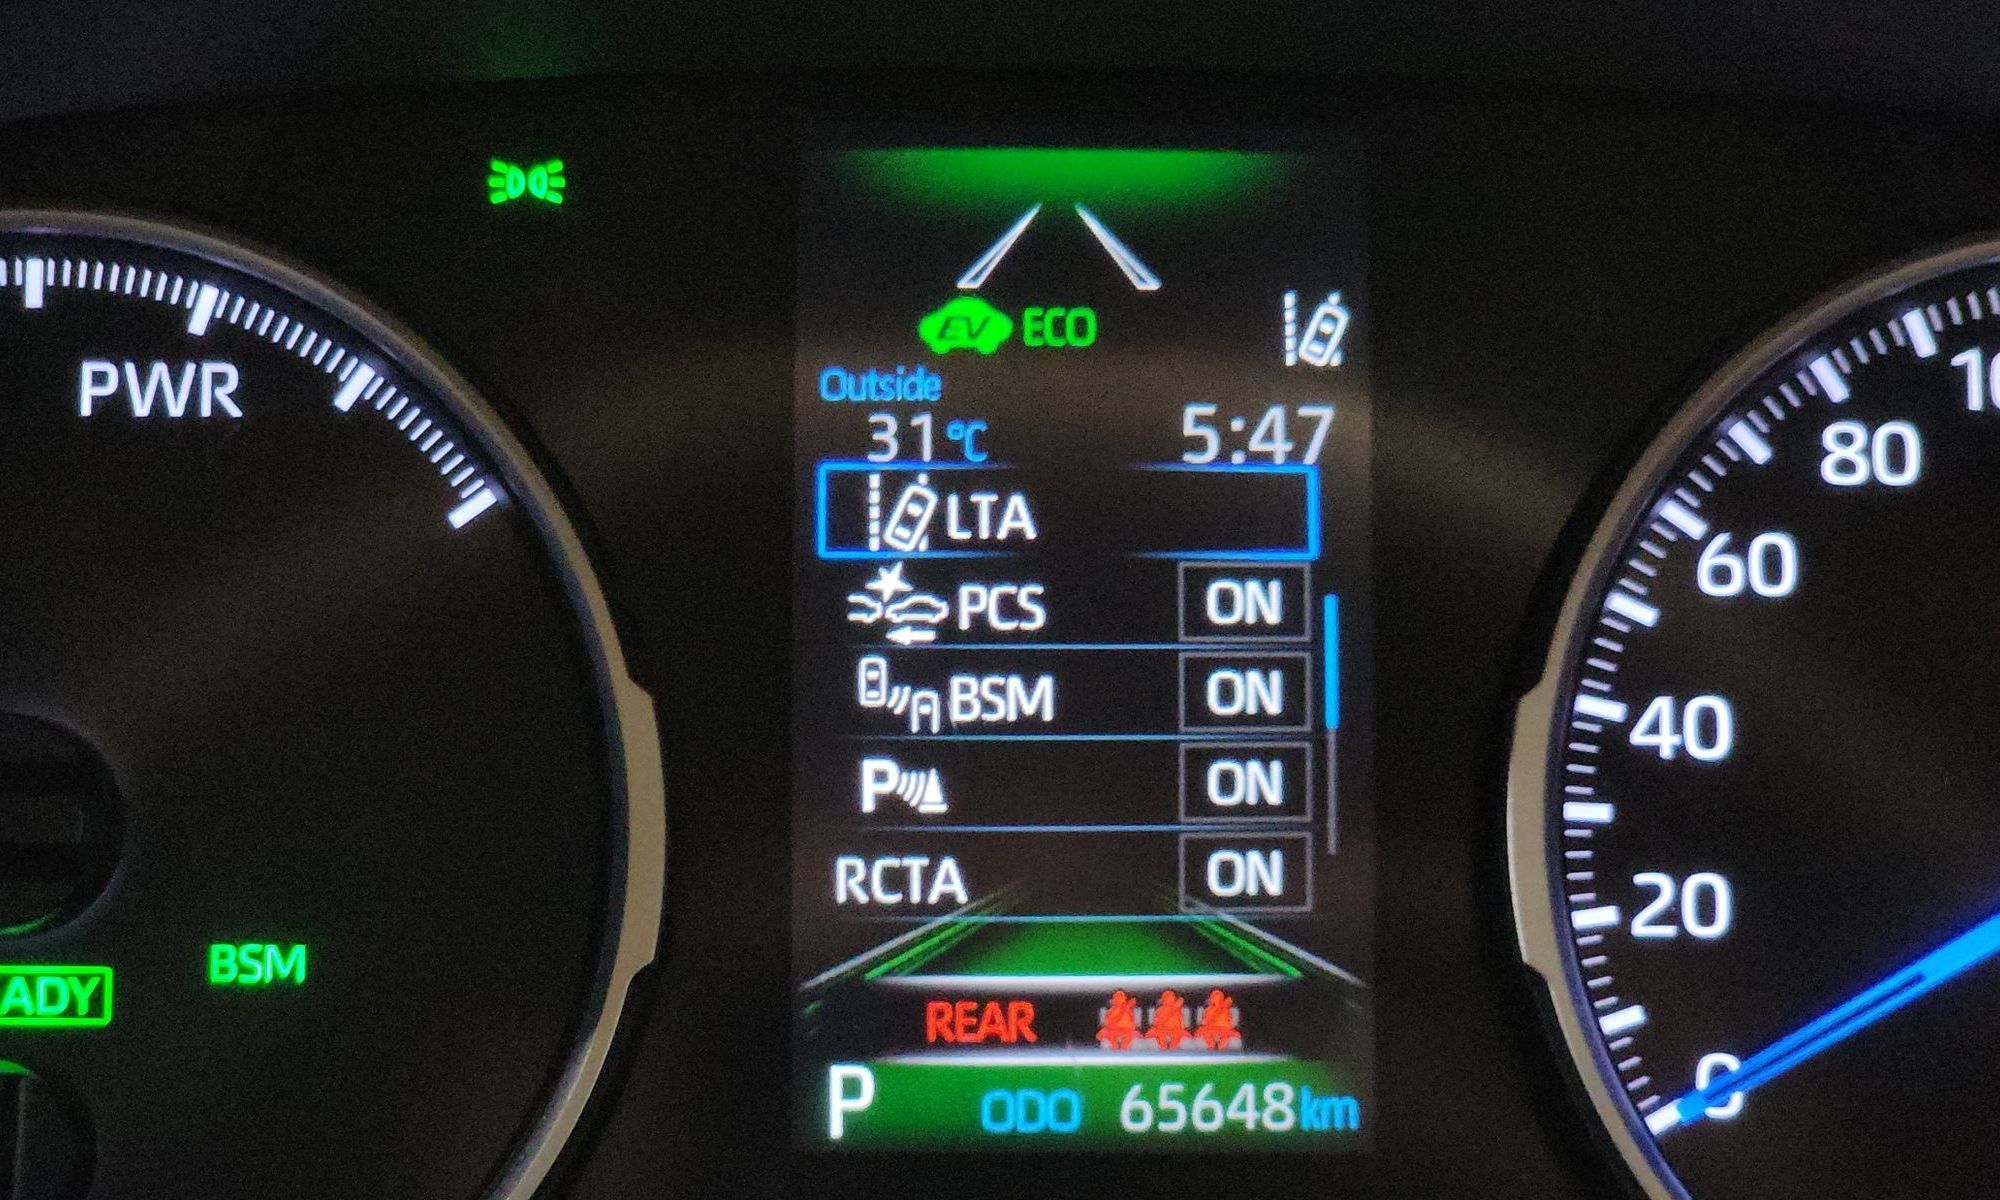 PWR
EV ECO
Outside
31°C 5:47
LTA
PCS ON
BSM ON
P ON
RCTA ON
REAR
P ODO 65648km
BSM
ADY
10
80
60
40
20
0